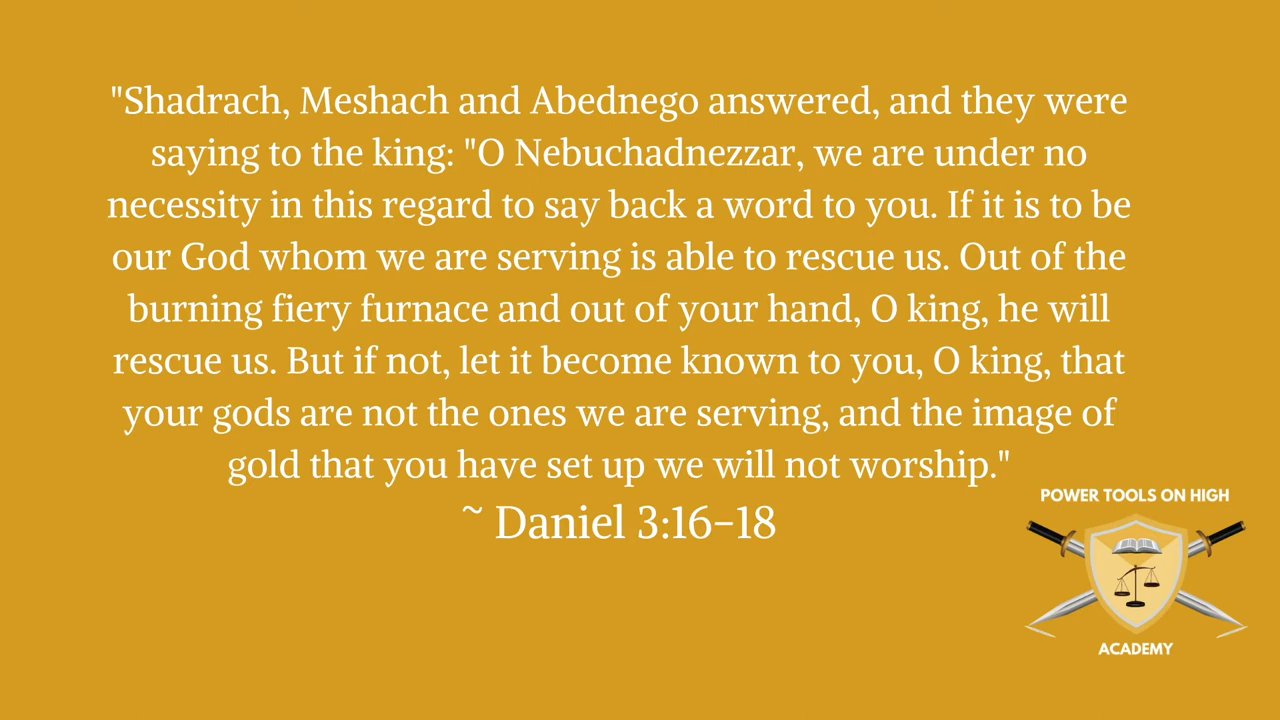 "Shadrach, Meshach and Abednego answered, and they were
saying to the king: "O Nebuchadnezzar, we are under no
necessity in this regard to say back a word to you. If it is to be
our God whom we are serving is able to rescue us. Out of the
burning fiery furnace and out of your hand, O king, he will
rescue us. But if not, let it become known to you, O king, that
your gods are not the ones we are serving, and the image of
gold that you have set up we will not worship."
~ Daniel 3:16-18
POWER TOOLS ON HIGH
ACADEMY